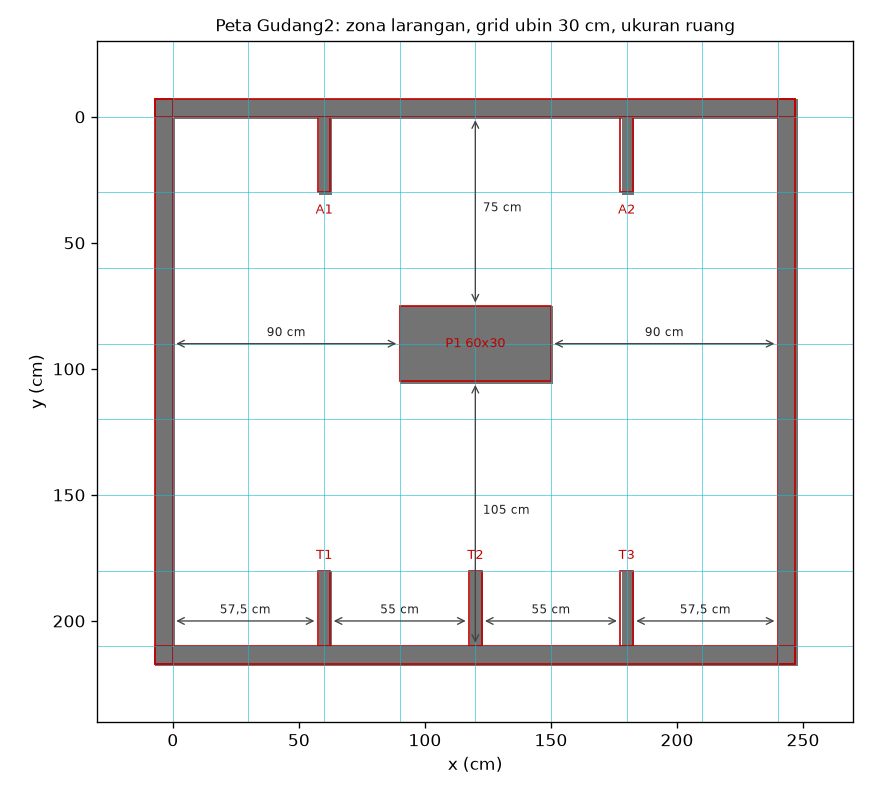 Peta Gudang2: zona larangan, grid ubin 30 cm, ukuran ruang
0
A1
A2
75 cm
50
90 cm
90 cm
P1 60x30
100
y (cm)
150
105 cm
T1
T2
T3
57,5 cm
55 cm
55 cm
57,5 cm
200
0
50
100
150
200
250
x (cm)